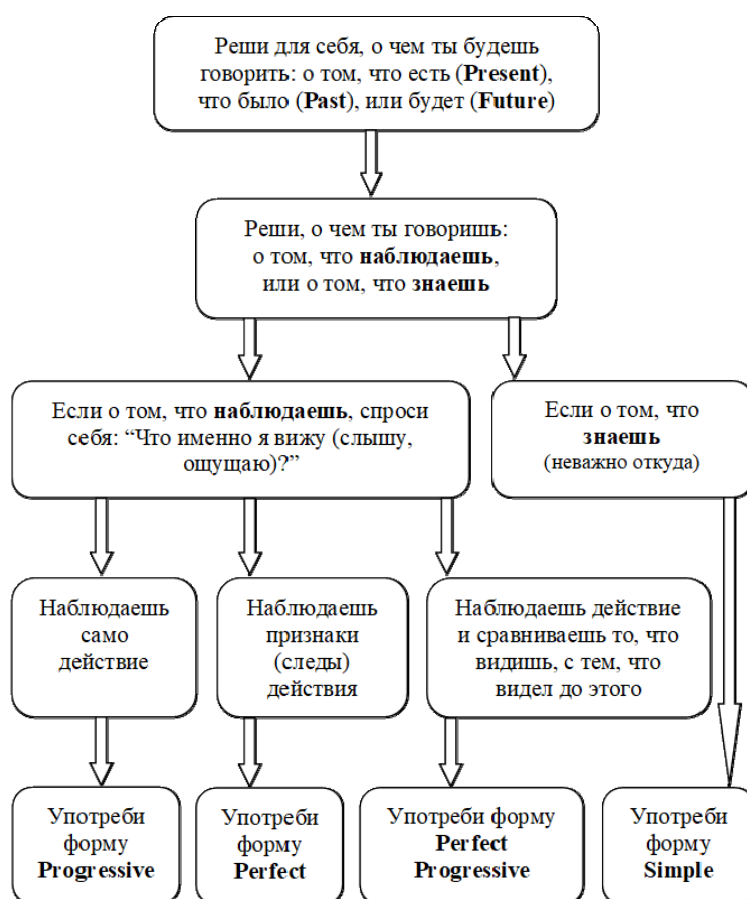 Реши для себя, о чем ты будешь
говорить: о том, что есть (Present),
что было (Past), или будет (Future)
Реши, о чем ты говоришь:
о том, что наблюдаешь,
или о том, что знаешь
Если о том, что наблюдаешь, спроси
себя: “Что именно я вижу (слышу,
ощущаю)?”
Если о том, что
знаешь
(неважно откуда)
Наблюдаешь
само
действие
Наблюдаешь
признаки
(следы)
действия
Наблюдаешь действие
и сравниваешь то, что
видишь, с тем, что
видел до этого
Употреби
форму
Progressive
Употреби
форму
Perfect
Употреби форму
Perfect
Progressive
Употреби
форму
Simple